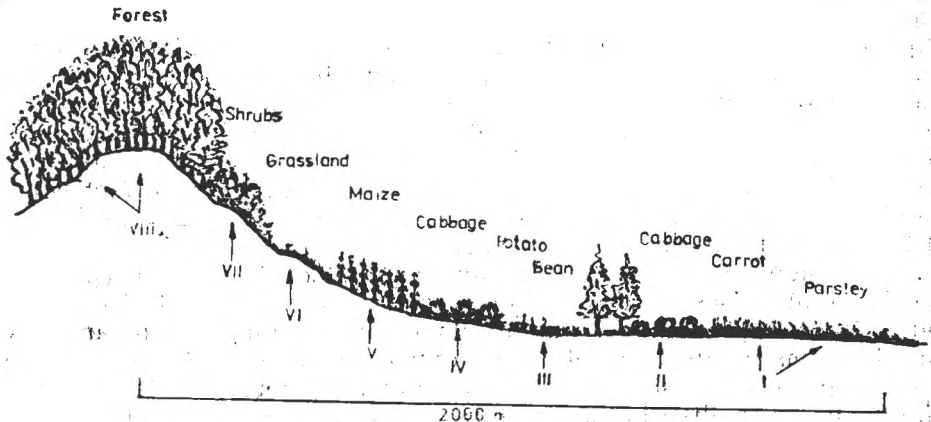 Forest
Shrubs
Grassland
Maize
Cabbage
Potato
Bean
Cabbage
Carrot
Parsley
VIII
VII
VI
V
IV
III
II
I
2000 m